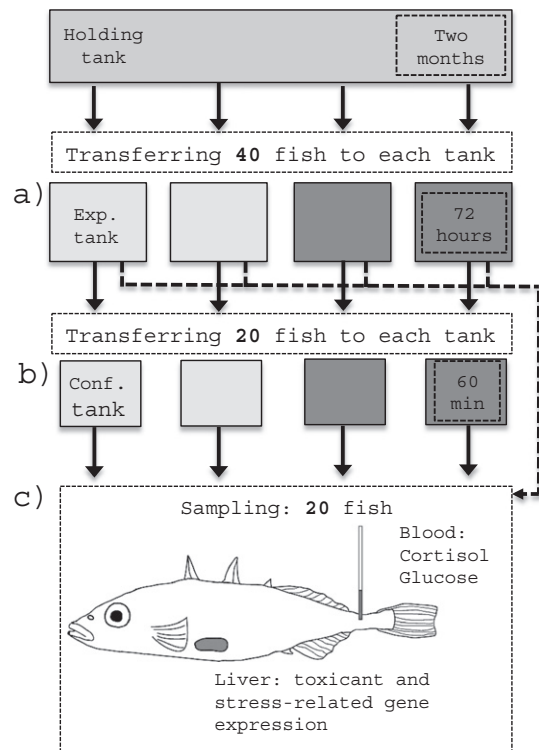 Holding
tank
Two
months
Transferring 40 fish to each tank
a)
Exp.
tank
72
hours
Transferring 20 fish to each tank
b)
Conf.
tank
60
min
c)
Sampling: 20 fish
Blood:
Cortisol
Glucose
Liver: toxicant and
stress-related gene
expression